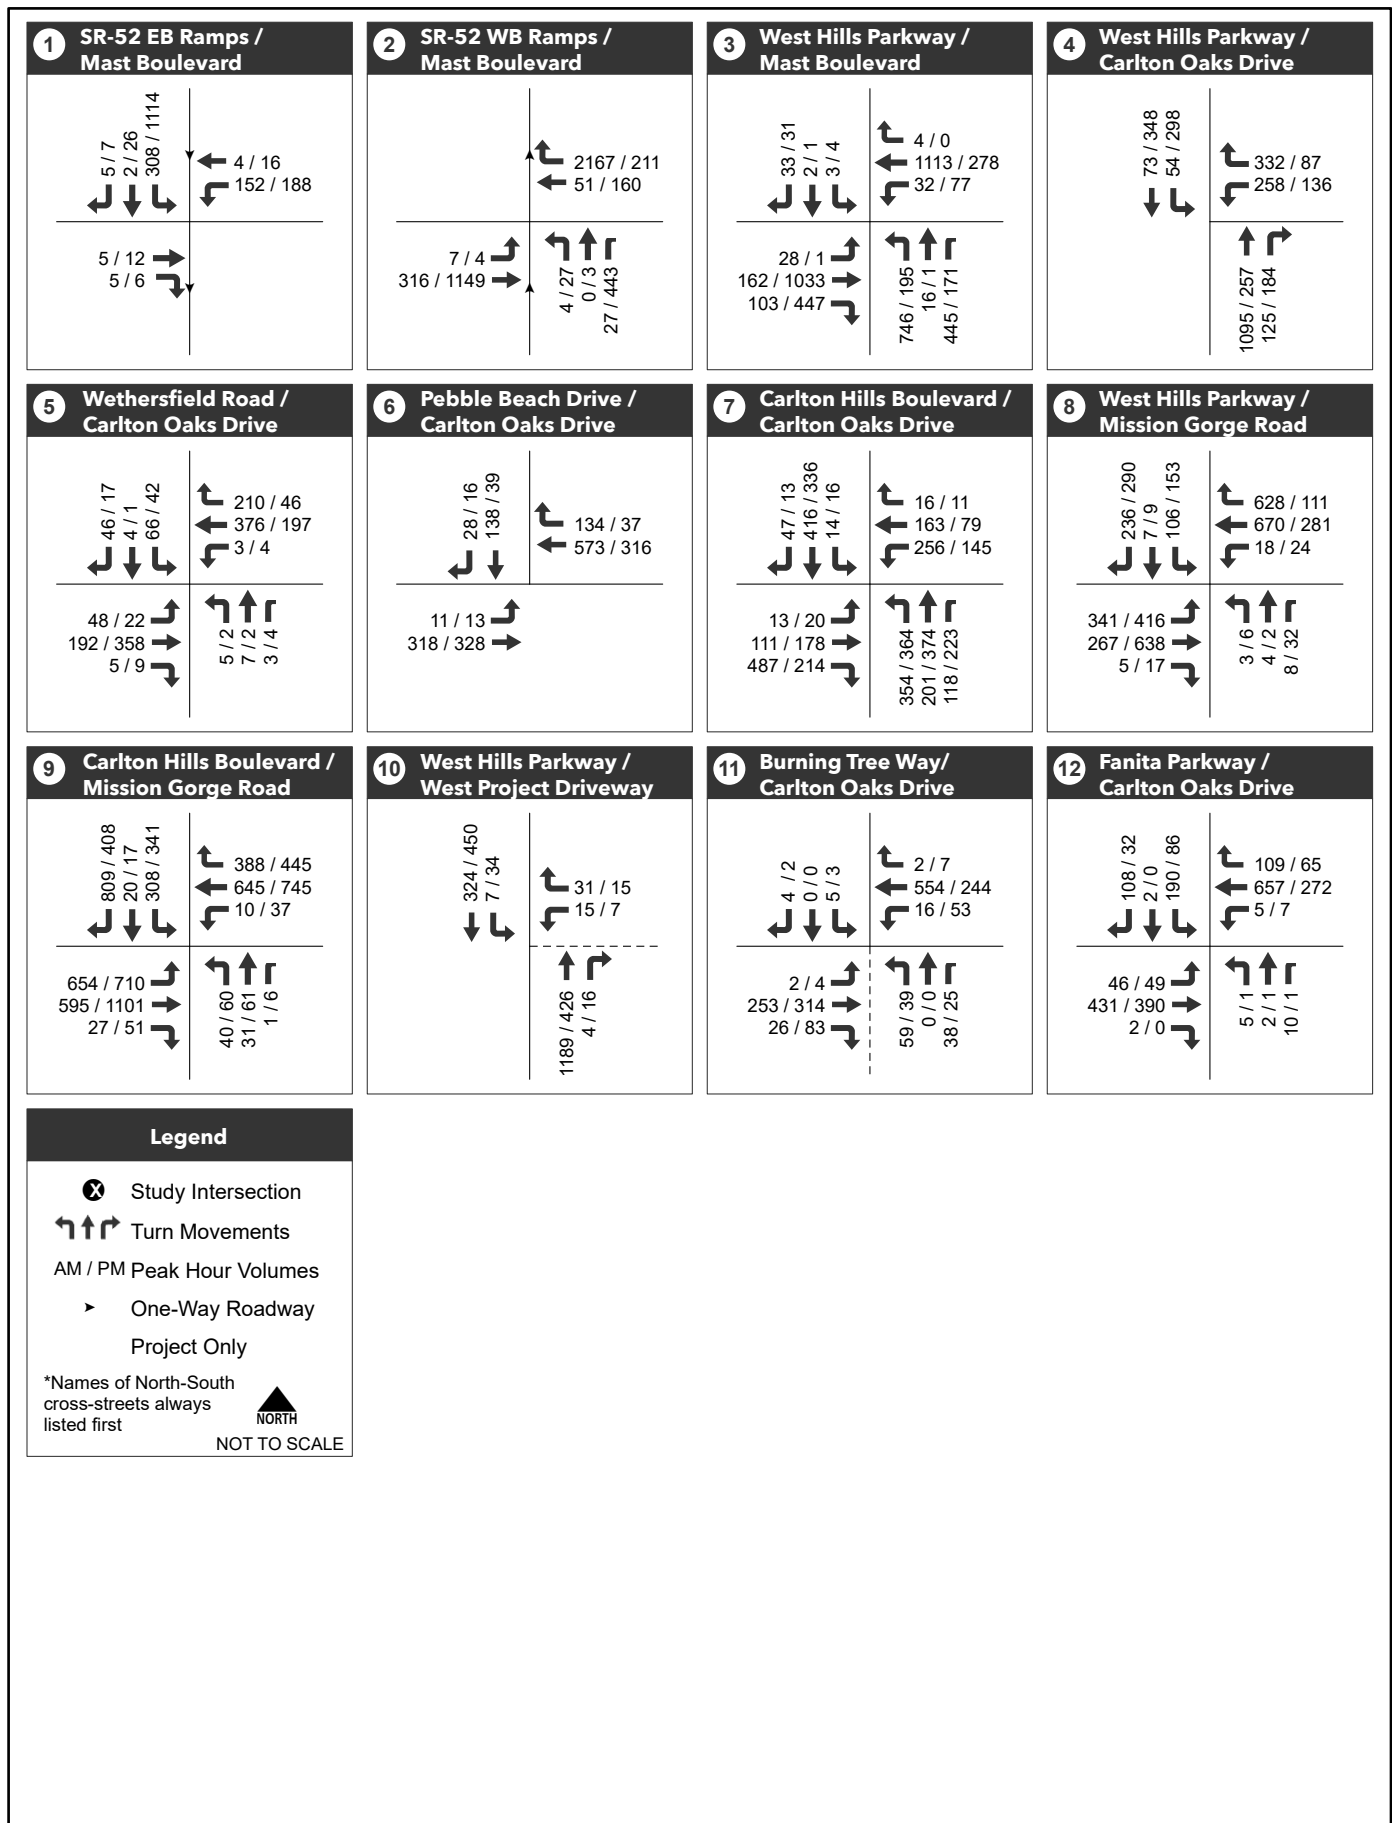 1
SR-52 EB Ramps /
Mast Boulevard
5 / 7
2 / 26
308 / 1114
4 / 16
152 / 188
5 / 12
5 / 6
2
SR-52 WB Ramps /
Mast Boulevard
2167 / 211
51 / 160
7 / 4
316 / 1149
4 / 27
0 / 3
27 / 443
3
West Hills Parkway /
Mast Boulevard
33 / 31
2 / 1
3 / 4
4 / 0
1113 / 278
32 / 77
28 / 1
162 / 1033
103 / 447
746 / 195
16 / 1
445 / 171
4
West Hills Parkway /
Carlton Oaks Drive
73 / 348
54 / 298
332 / 87
258 / 136
1095 / 257
125 / 184
5
Wethersfield Road /
Carlton Oaks Drive
46 / 17
4 / 1
66 / 42
210 / 46
376 / 197
3 / 4
48 / 22
192 / 358
5 / 9
5 / 2
7 / 2
3 / 4
6
Pebble Beach Drive /
Carlton Oaks Drive
28 / 16
138 / 39
134 / 37
573 / 316
11 / 13
318 / 328
7
Carlton Hills Boulevard /
Carlton Oaks Drive
47 / 13
416 / 336
14 / 16
16 / 11
163 / 79
256 / 145
13 / 20
111 / 178
487 / 214
354 / 364
201 / 374
118 / 223
8
West Hills Parkway /
Mission Gorge Road
236 / 290
7 / 9
106 / 153
628 / 111
670 / 281
18 / 24
341 / 416
267 / 638
5 / 17
3 / 6
4 / 2
8 / 32
9
Carlton Hills Boulevard /
Mission Gorge Road
809 / 408
20 / 17
308 / 341
388 / 445
645 / 745
10 / 37
654 / 710
595 / 1101
27 / 51
40 / 60
31 / 61
1 / 6
10
West Hills Parkway /
West Project Driveway
324 / 450
7 / 34
31 / 15
15 / 7
1189 / 426
4 / 16
11
Burning Tree Way/
Carlton Oaks Drive
4 / 2
0 / 0
5 / 3
2 / 7
554 / 244
16 / 53
2 / 4
253 / 314
26 / 83
59 / 39
0 / 0
38 / 25
12
Fanita Parkway /
Carlton Oaks Drive
108 / 32
2 / 0
190 / 86
109 / 65
657 / 272
5 / 7
46 / 49
431 / 390
2 / 0
5 / 1
2 / 1
10 / 1
Legend
X Study Intersection
Turn Movements
AM / PM Peak Hour Volumes
One-Way Roadway
Project Only
*Names of North-South
cross-streets always
listed first
NORTH
NOT TO SCALE